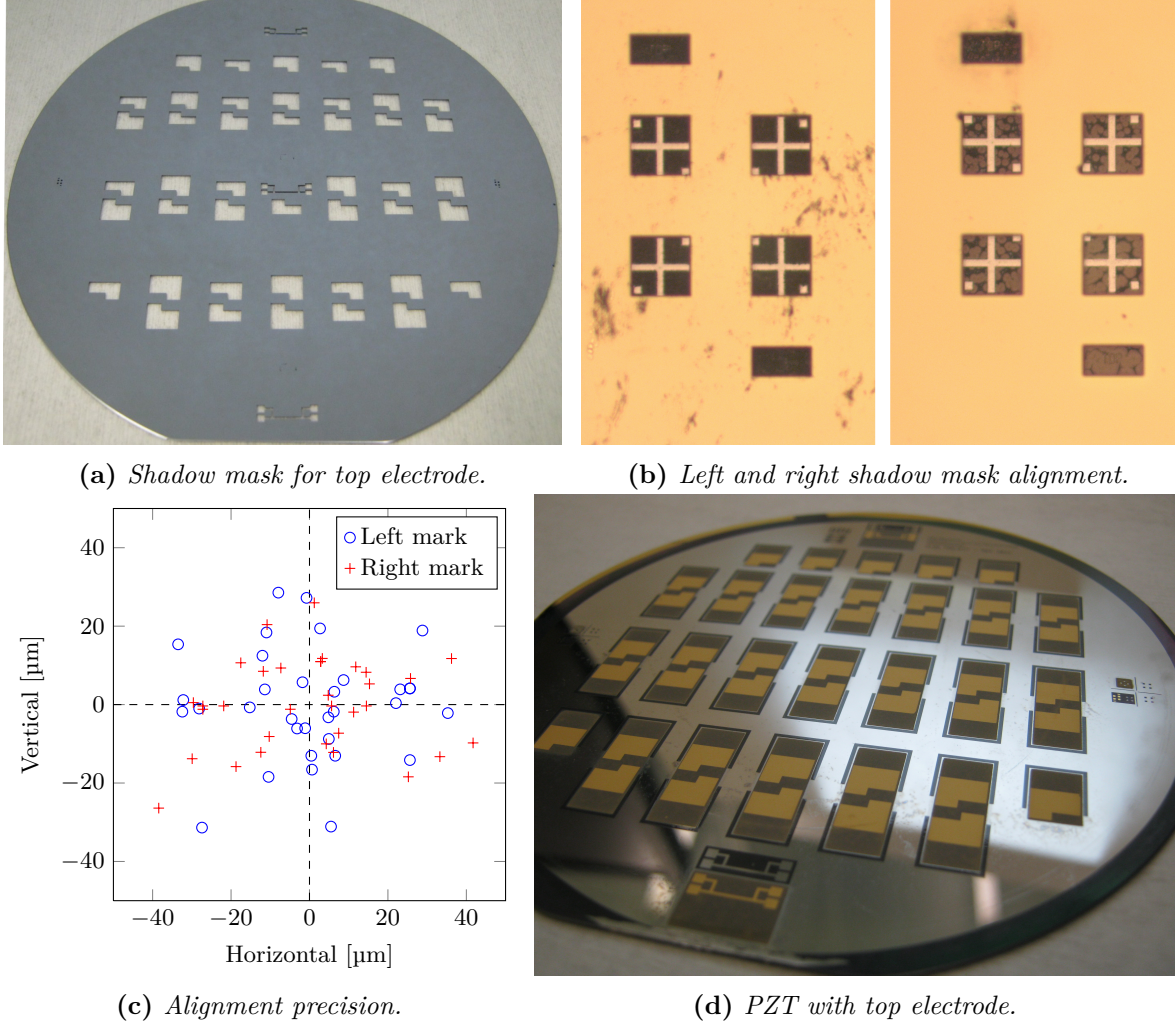 (a) Shadow mask for top electrode.
(b) Left and right shadow mask alignment.
40
20
0
−20
−40
−40
−20
0
20
40
Vertical [µm]
Horizontal [µm]
Left mark
Right mark
(c) Alignment precision.
(d) PZT with top electrode.